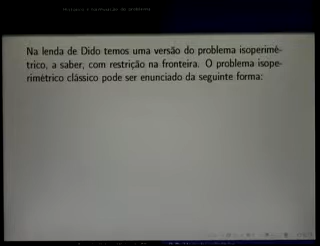 Na lenda de Dido temos uma versão do problema isoperimé-
trico, a saber, com restrição na fronteira. O problema isope-
rimétrico clássico pode ser enunciado da seguinte forma: